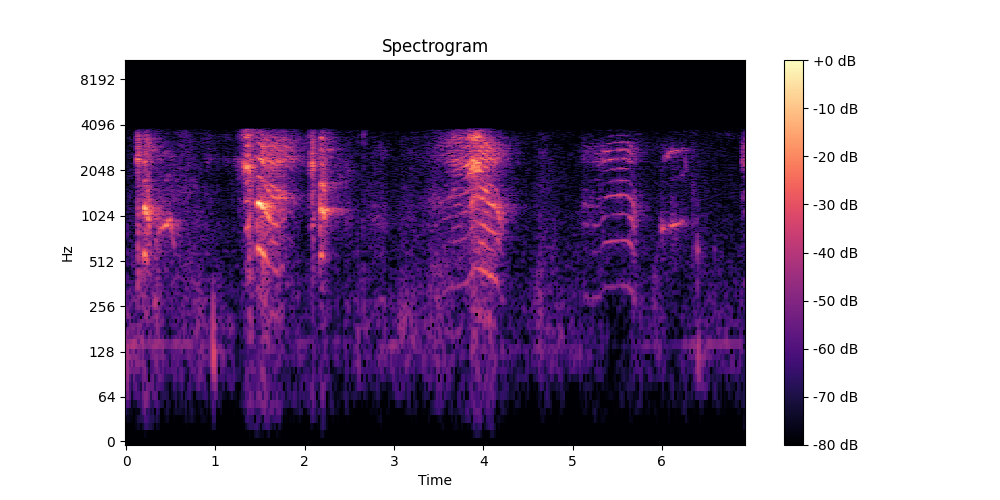 Spectrogram
8192
4096
2048
1024
512
256
128
64
0
Hz
0 1 2 3 4 5 6
Time
+0 dB
-10 dB
-20 dB
-30 dB
-40 dB
-50 dB
-60 dB
-70 dB
-80 dB